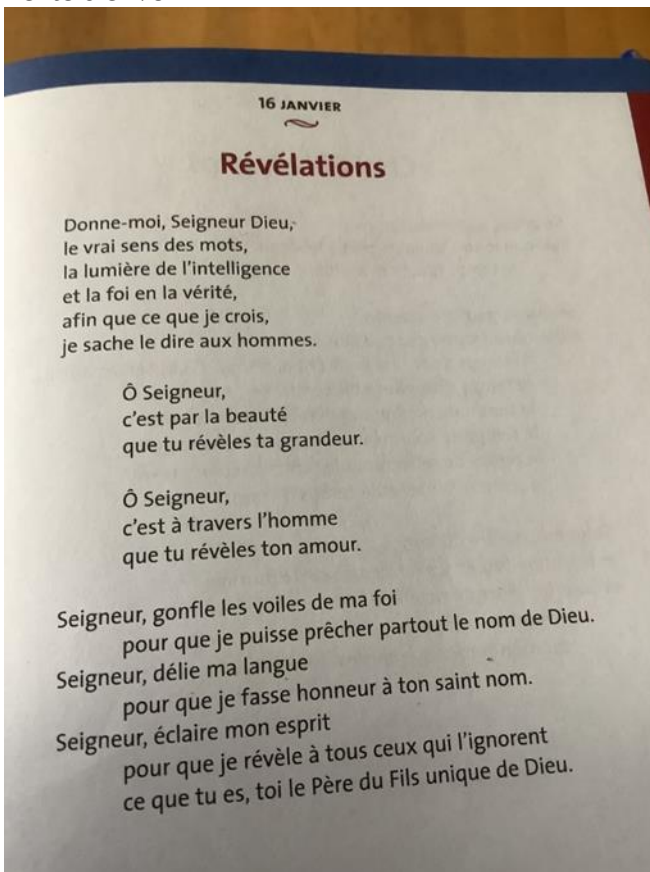 16 JANVIER
Révélations
Donne-moi, Seigneur Dieu,
le vrai sens des mots,
la lumière de l'intelligence
et la foi en la vérité,
afin que ce que je crois,
je sache le dire aux hommes.
Ô Seigneur,
c'est par la beauté
que tu révèles ta grandeur.
Ô Seigneur,
c'est à travers l'homme
que tu révèles ton amour.
Seigneur, gonfle les voiles de ma foi
pour que je puisse prêcher partout le nom de Dieu.
Seigneur, délie ma langue
pour que je fasse honneur à ton saint nom.
Seigneur, éclaire mon esprit
pour que je révèle à tous ceux qui l'ignorent
ce que tu es, toi le Père du Fils unique de Dieu.